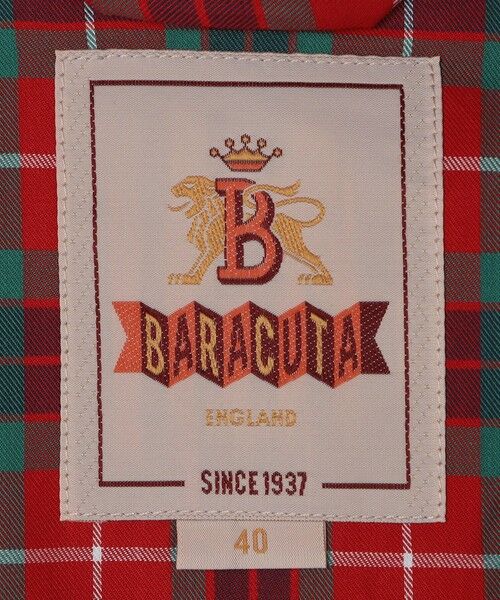 B
BARACUTA
ENGLAND
SINCE 1937
40